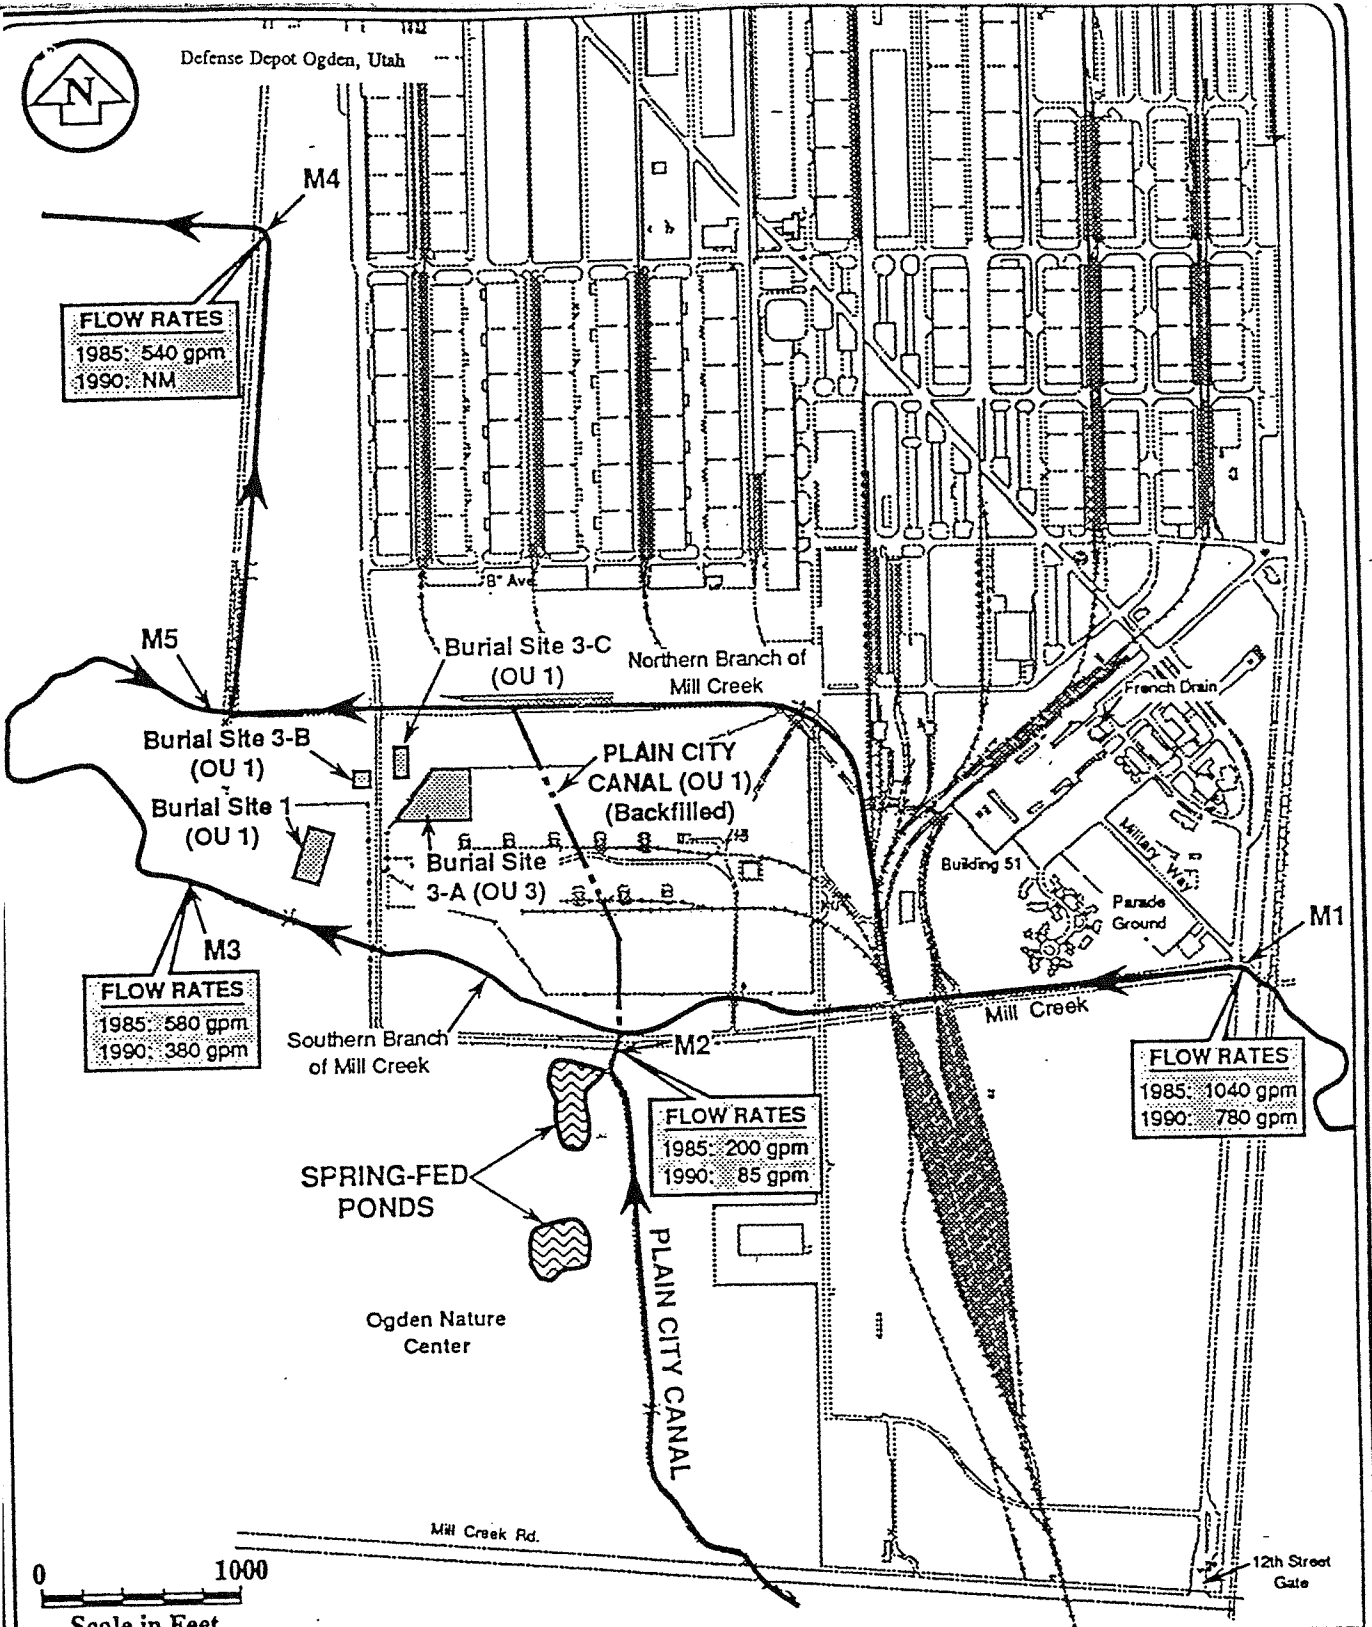 Defense Depot Ogden, Utah
N
M4
FLOW RATES
1985: 540 gpm
1990: NM
"B" Ave
M5
Burial Site 3-C
(OU 1)
Northern Branch of
Mill Creek
French Drain
Burial Site 3-B
(OU 1)
PLAIN CITY
CANAL (OU 1)
(Backfilled)
Burial Site 1
(OU 1)
Burial Site
3-A (OU 3)
Building 51
Military
Way
Parade
Ground
M1
M3
FLOW RATES
1985: 580 gpm
1990: 380 gpm
Mill Creek
Southern Branch
of Mill Creek
M2
FLOW RATES
1985: 1040 gpm
1990: 780 gpm
FLOW RATES
1985: 200 gpm
1990: 85 gpm
SPRING-FED
PONDS
PLAIN CITY CANAL
Ogden Nature
Center
Mill Creek Rd.
12th Street
Gate
0 1000
Scale in Feet